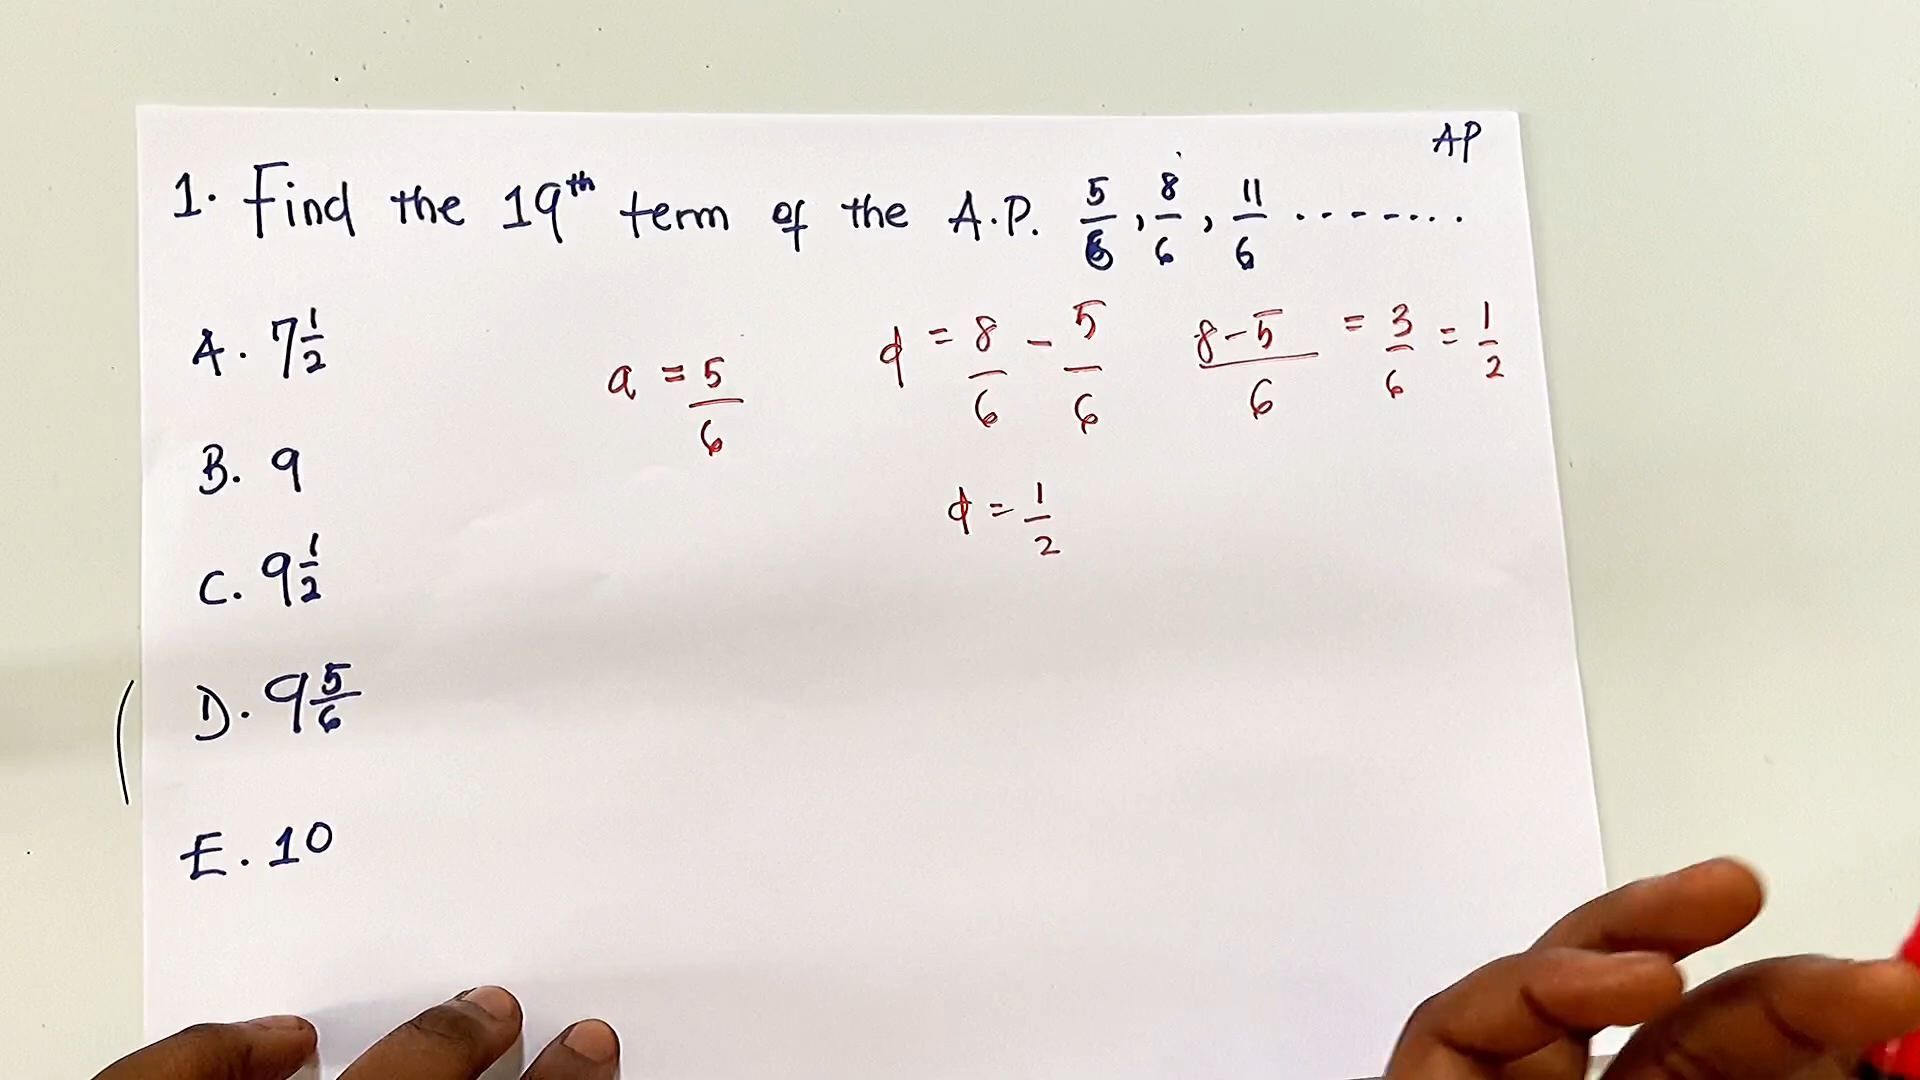 AP
1. Find the 19th term of the A.P. 5/6, 8/6, 11/6 ........
A. 7 1/2
a = 5/6
d = 8/6 - 5/6
8-5/6 = 3/6 = 1/2
B. 9
d = 1/2
C. 9 1/2
D. 9 5/6
E. 10